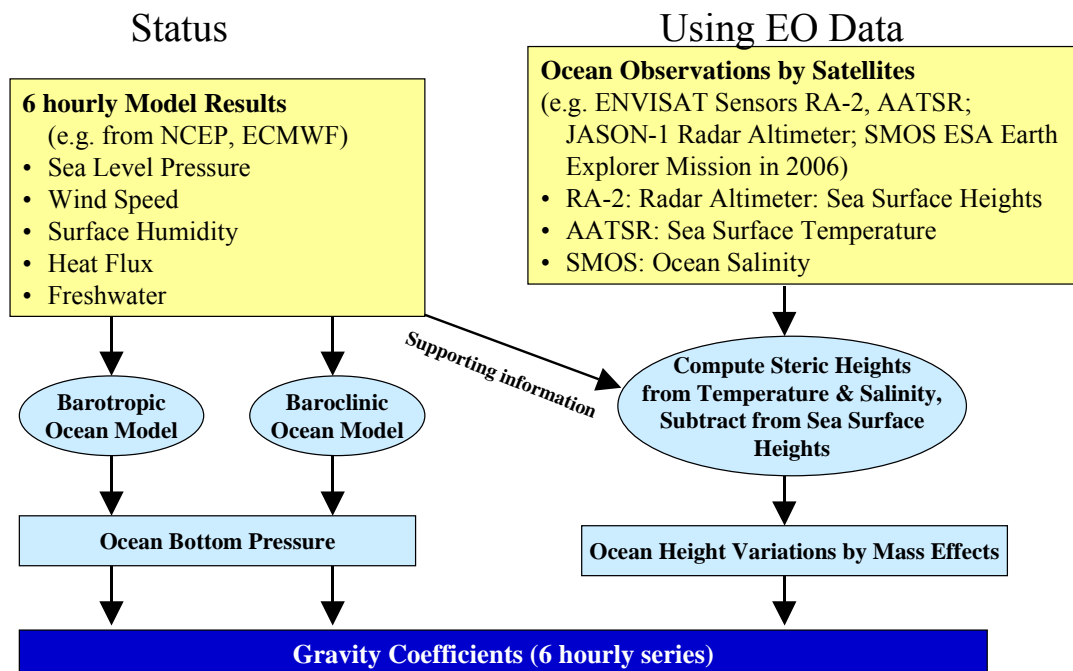 Status
Using EO Data
6 hourly Model Results
(e.g. from NCEP, ECMWF)
• Sea Level Pressure
• Wind Speed
• Surface Humidity
• Heat Flux
• Freshwater
Ocean Observations by Satellites
(e.g. ENVISAT Sensors RA-2, AATSR;
JASON-1 Radar Altimeter; SMOS ESA Earth
Explorer Mission in 2006)
• RA-2: Radar Altimeter: Sea Surface Heights
• AATSR: Sea Surface Temperature
• SMOS: Ocean Salinity
Supporting information
Barotropic
Ocean Model
Baroclinic
Ocean Model
Compute Steric Heights
from Temperature & Salinity,
Subtract from Sea Surface
Heights
Ocean Bottom Pressure
Ocean Height Variations by Mass Effects
Gravity Coefficients (6 hourly series)